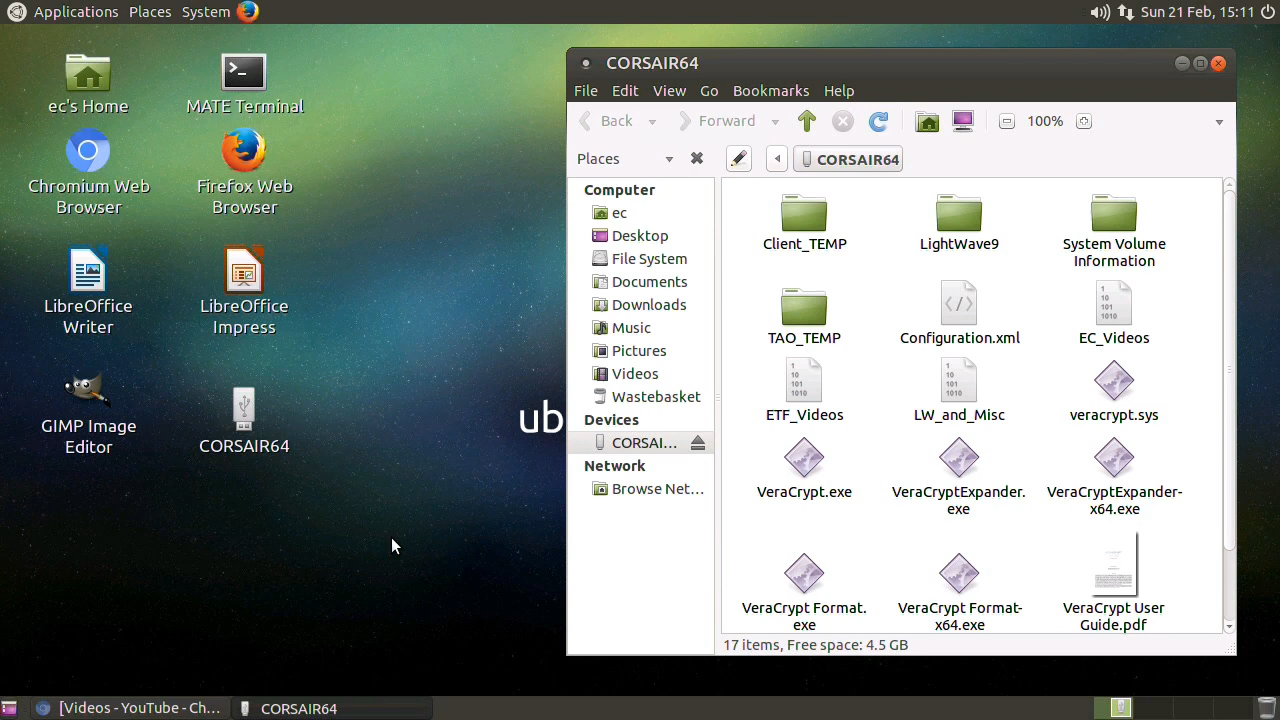 Applications Places System
Sun 21 Feb, 15:11
ec's Home
MATE Terminal
Chromium Web
Browser
Firefox Web
Browser
LibreOffice
Writer
LibreOffice
Impress
GIMP Image
Editor
CORSAIR64
ub
CORSAIR64
File Edit View Go Bookmarks Help
Back Forward 100%
Places
CORSAIR64
Computer
ec
Desktop
File System
Documents
Downloads
Music
Pictures
Videos
Wastebasket
Devices
CORSAI...
Network
Browse Net...
Client_TEMP
LightWave9
System Volume
Information
TAO_TEMP
Configuration.xml
EC_Videos
ETF_Videos
LW_and_Misc
veracrypt.sys
VeraCrypt.exe
VeraCryptExpander.
exe
VeraCryptExpander-
x64.exe
VeraCrypt Format.
exe
VeraCrypt Format-
x64.exe
VeraCrypt User
Guide.pdf
17 items, Free space: 4.5 GB
[Videos - YouTube - Ch...
CORSAIR64